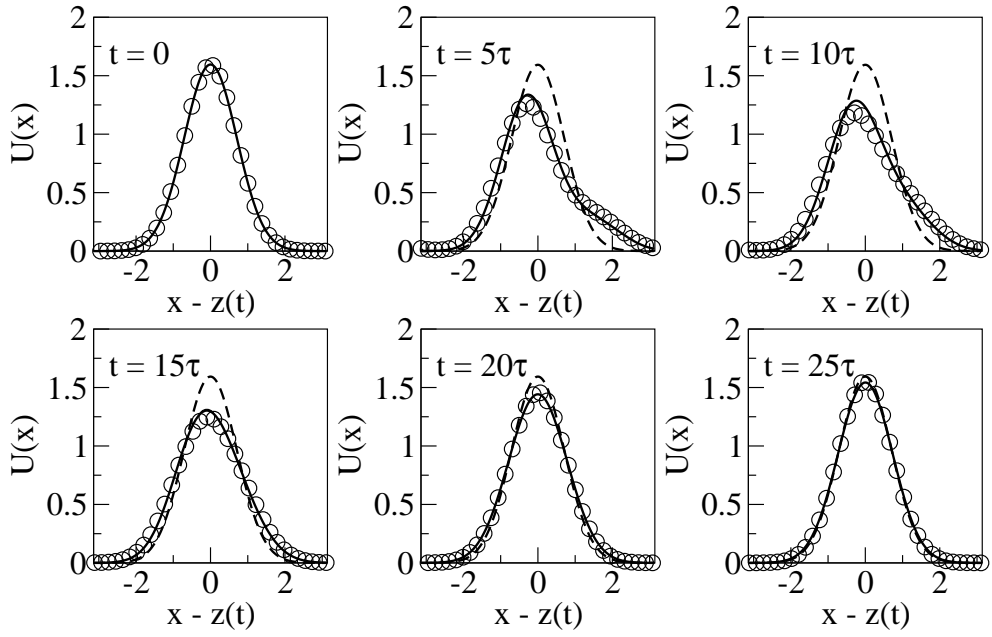 2
1.5
1
0.5
0
U(x)
t = 0
-2 0 2
x - z(t)
2
1.5
1
0.5
0
U(x)
t = 5τ
-2 0 2
x - z(t)
2
1.5
1
0.5
0
U(x)
t = 10τ
-2 0 2
x - z(t)
2
1.5
1
0.5
0
U(x)
t = 15τ
-2 0 2
x - z(t)
2
1.5
1
0.5
0
U(x)
t = 20τ
-2 0 2
x - z(t)
2
1.5
1
0.5
0
U(x)
t = 25τ
-2 0 2
x - z(t)